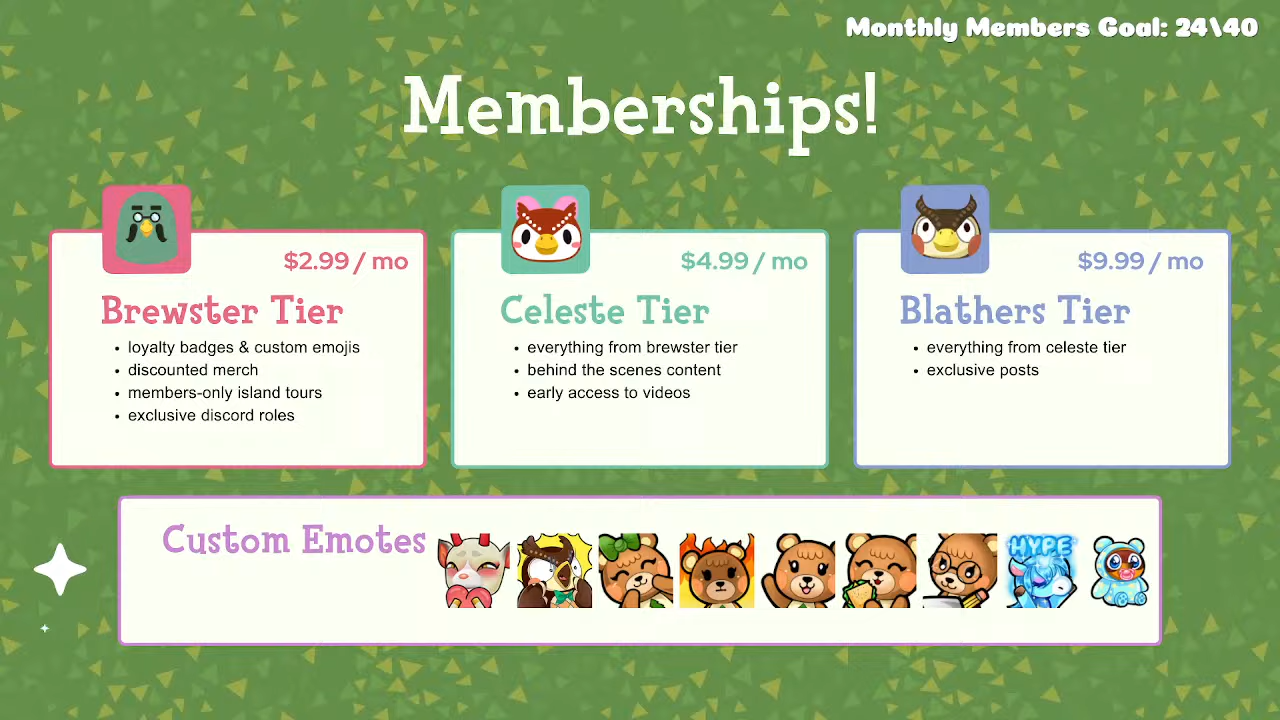 Monthly Members Goal: 24\40
Memberships!
$2.99 / mo
Brewster Tier
• loyalty badges & custom emojis
• discounted merch
• members-only island tours
• exclusive discord roles
$4.99 / mo
Celeste Tier
• everything from brewster tier
• behind the scenes content
• early access to videos
$9.99 / mo
Blathers Tier
• everything from celeste tier
• exclusive posts
Custom Emotes
HYPE